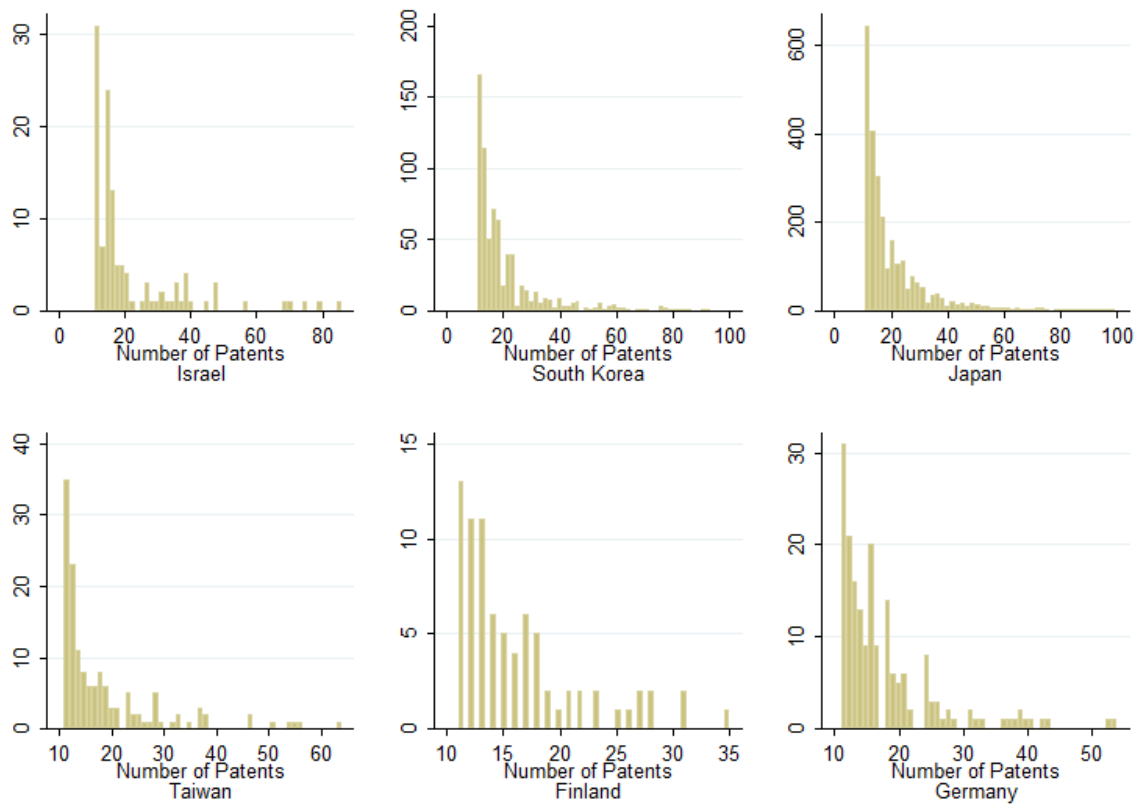 30
20
10
0
0 20 40 60 80
Number of Patents
Israel
200
150
100
50
0
0 20 40 60 80 100
Number of Patents
South Korea
600
400
200
0
0 20 40 60 80 100
Number of Patents
Japan
40
30
20
10
0
10 20 30 40 50 60
Number of Patents
Taiwan
15
10
5
0
10 15 20 25 30 35
Number of Patents
Finland
30
20
10
0
10 20 30 40 50
Number of Patents
Germany